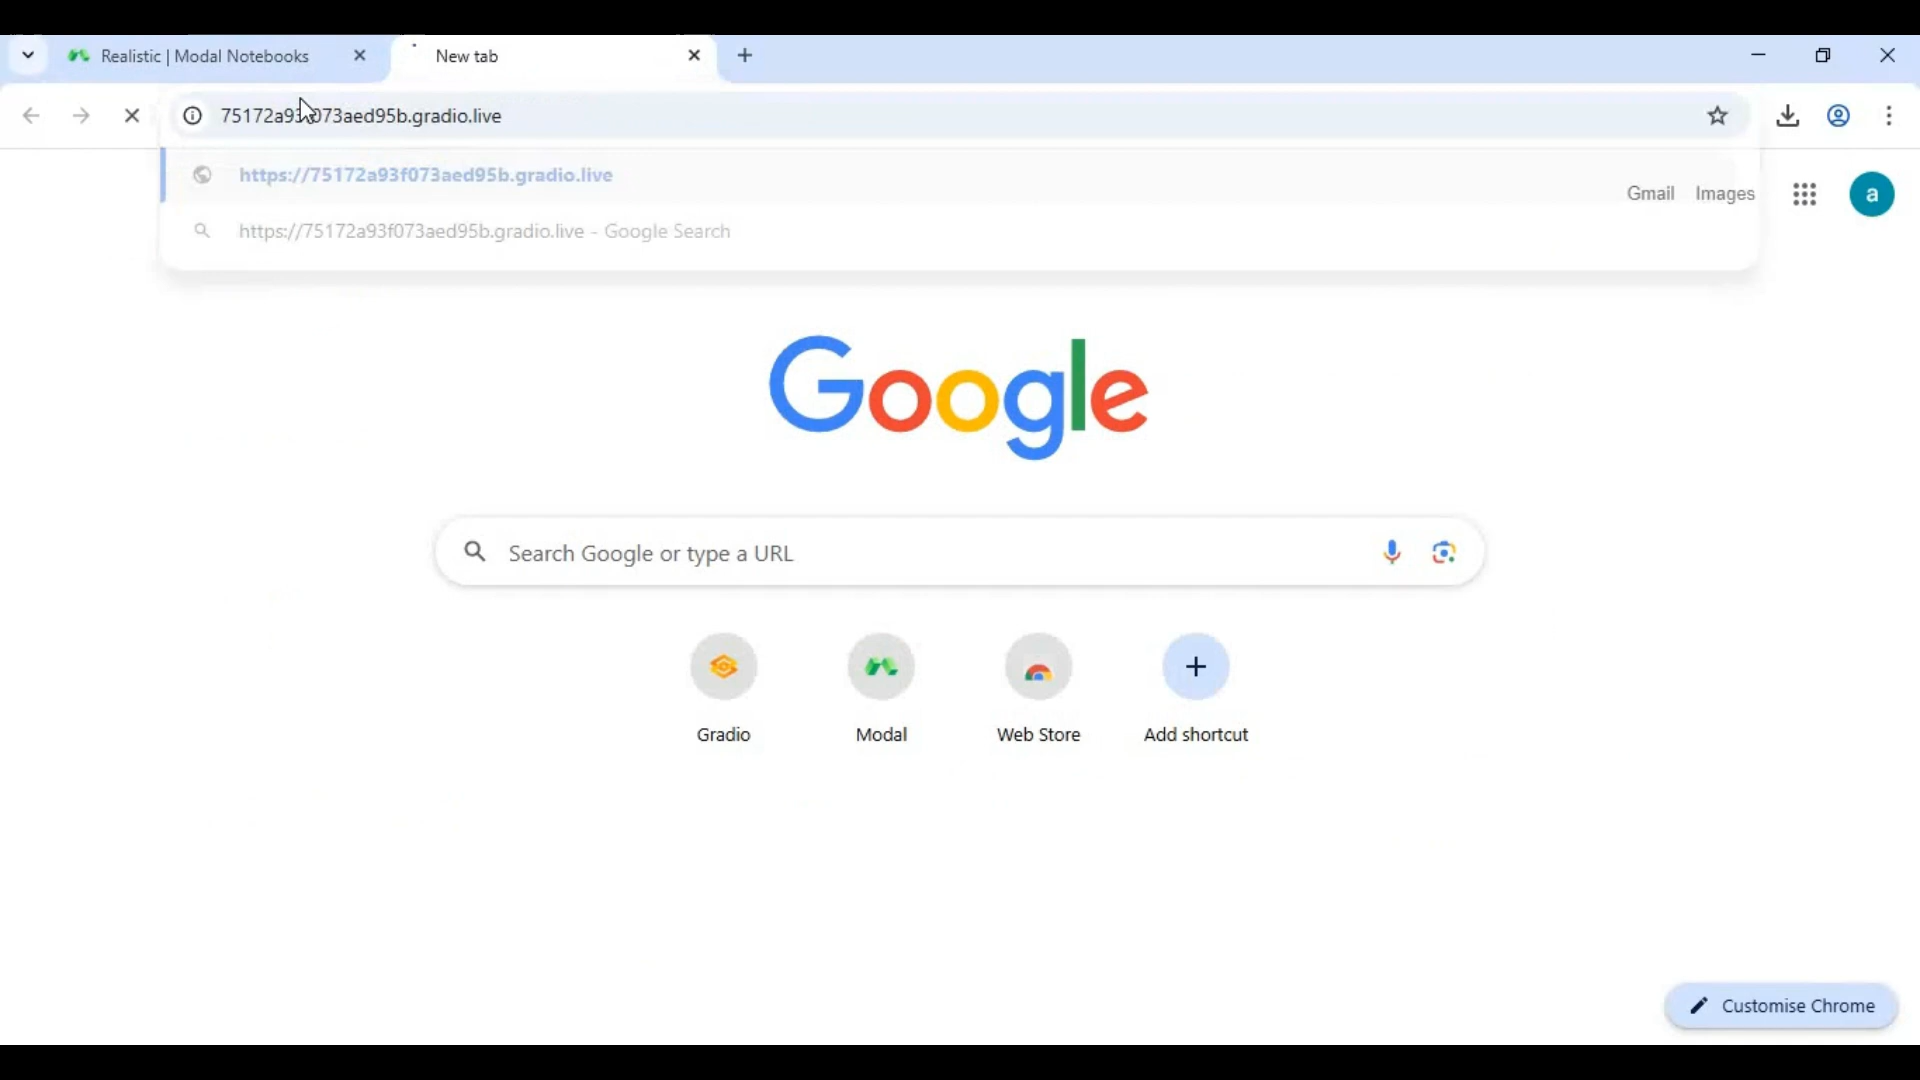 Realistic | Modal Notebooks
New tab
75172a93f073aed95b.gradio.live
https://75172a93f073aed95b.gradio.live
https://75172a93f073aed95b.gradio.live - Google Search
Gmail Images
a
Google
Search Google or type a URL
Gradio Modal Web Store Add shortcut
Customise Chrome